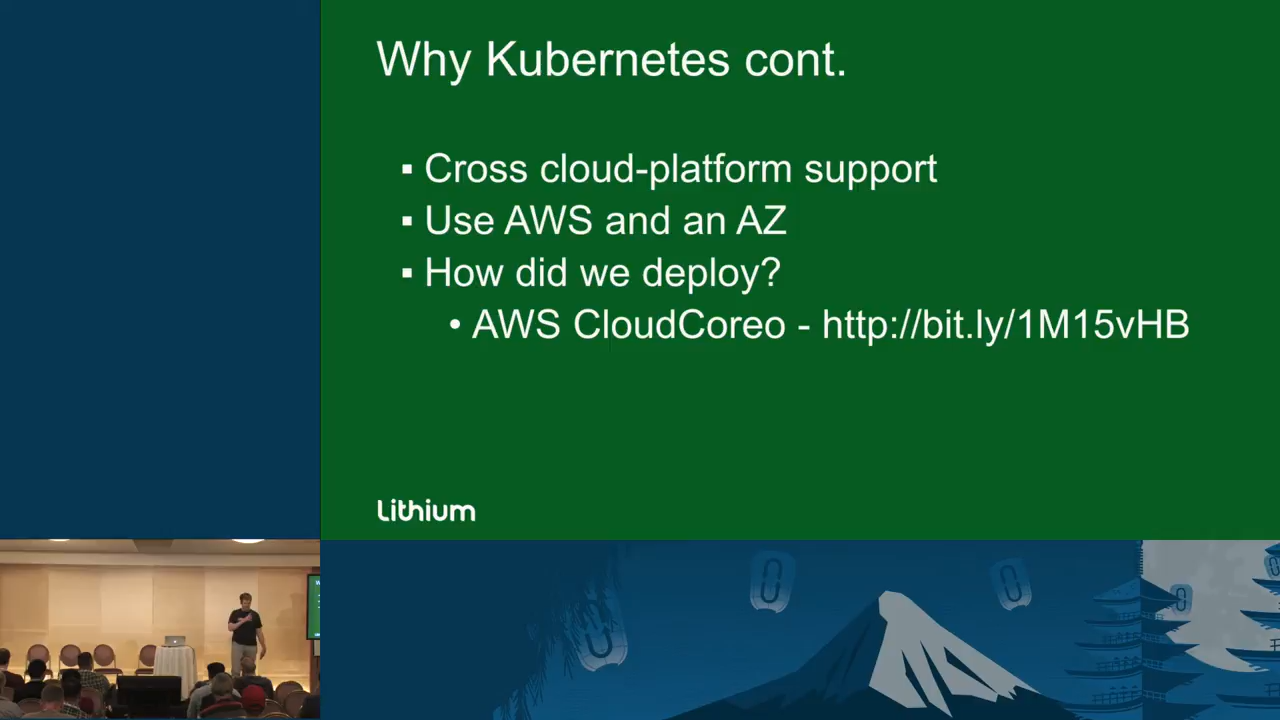 Why Kubernetes cont.
▪ Cross cloud-platform support
▪ Use AWS and an AZ
▪ How did we deploy?
• AWS CloudCoreo - http://bit.ly/1M15vHB
Lithium